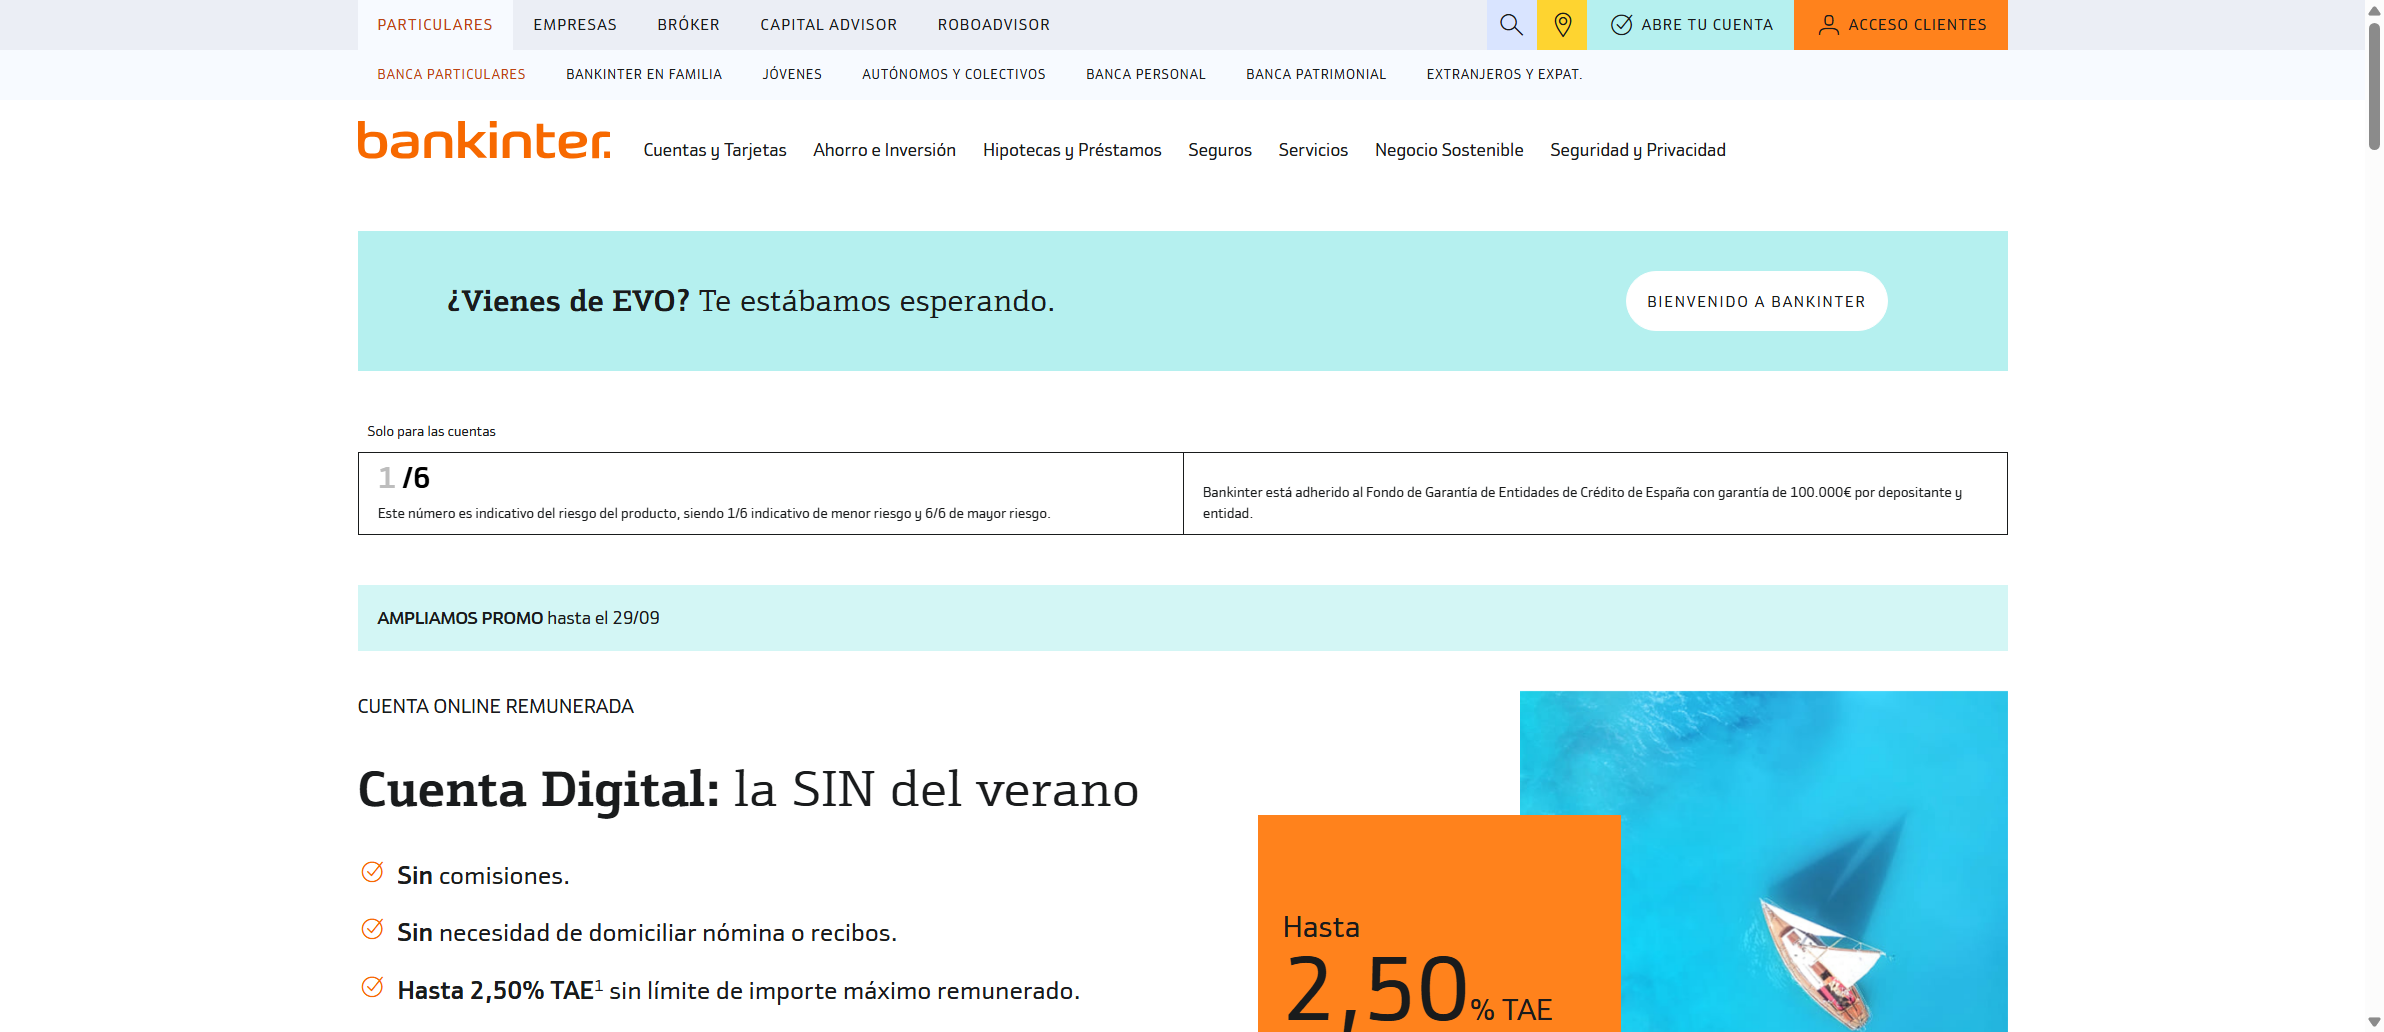 PARTICULARES EMPRESAS BRÓKER CAPITAL ADVISOR ROBOADVISOR ABRE TU CUENTA ACCESO CLIENTES
BANCA PARTICULARES BANKINTER EN FAMILIA JÓVENES AUTÓNOMOS Y COLECTIVOS BANCA PERSONAL BANCA PATRIMONIAL EXTRANJEROS Y EXPAT.
bankinter. Cuentas y Tarjetas Ahorro e Inversión Hipotecas y Préstamos Seguros Servicios Negocio Sostenible Seguridad y Privacidad
¿Vienes de EVO? Te estábamos esperando.
BIENVENIDO A BANKINTER
Solo para las cuentas
1 /6
Este número es indicativo del riesgo del producto, siendo 1/6 indicativo de menor riesgo y 6/6 de mayor riesgo.
Bankinter está adherido al Fondo de Garantía de Entidades de Crédito de España con garantía de 100.000€ por depositante y
entidad.
AMPLIAMOS PROMO hasta el 29/09
CUENTA ONLINE REMUNERADA
Cuenta Digital: la SIN del verano
Sin comisiones.
Sin necesidad de domiciliar nómina o recibos.
Hasta 2,50% TAE¹ sin límite de importe máximo remunerado.
Hasta
2,50% TAE